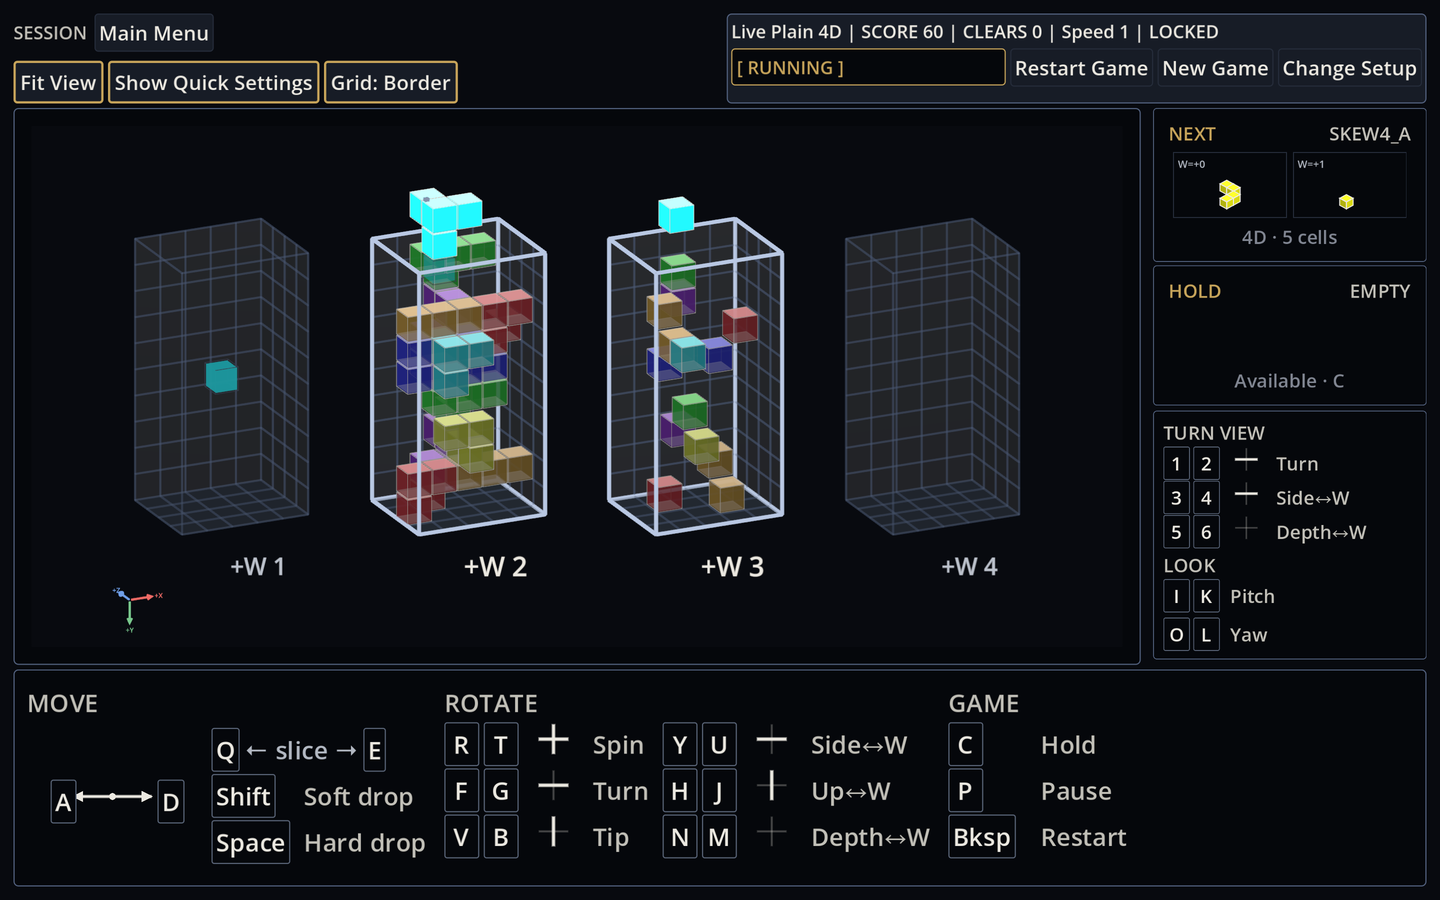 SESSION Main Menu
Fit View Show Quick Settings Grid: Border
Live Plain 4D | SCORE 60 | CLEARS 0 | Speed 1 | LOCKED
[ RUNNING ] Restart Game New Game Change Setup
+W 1 +W 2 +W 3 +W 4
+Z +X
+Y
NEXT SKEW4_A
W=+0 W=+1
4D · 5 cells
HOLD EMPTY
Available · C
TURN VIEW
1 2 Turn
3 4 Side↔W
5 6 Depth↔W
LOOK
I K Pitch
O L Yaw
MOVE
A D
Q ← slice → E
Shift Soft drop
Space Hard drop
ROTATE
R T Spin Y U Side↔W
F G Turn H J Up↔W
V B Tip N M Depth↔W
GAME
C Hold
P Pause
Bksp Restart